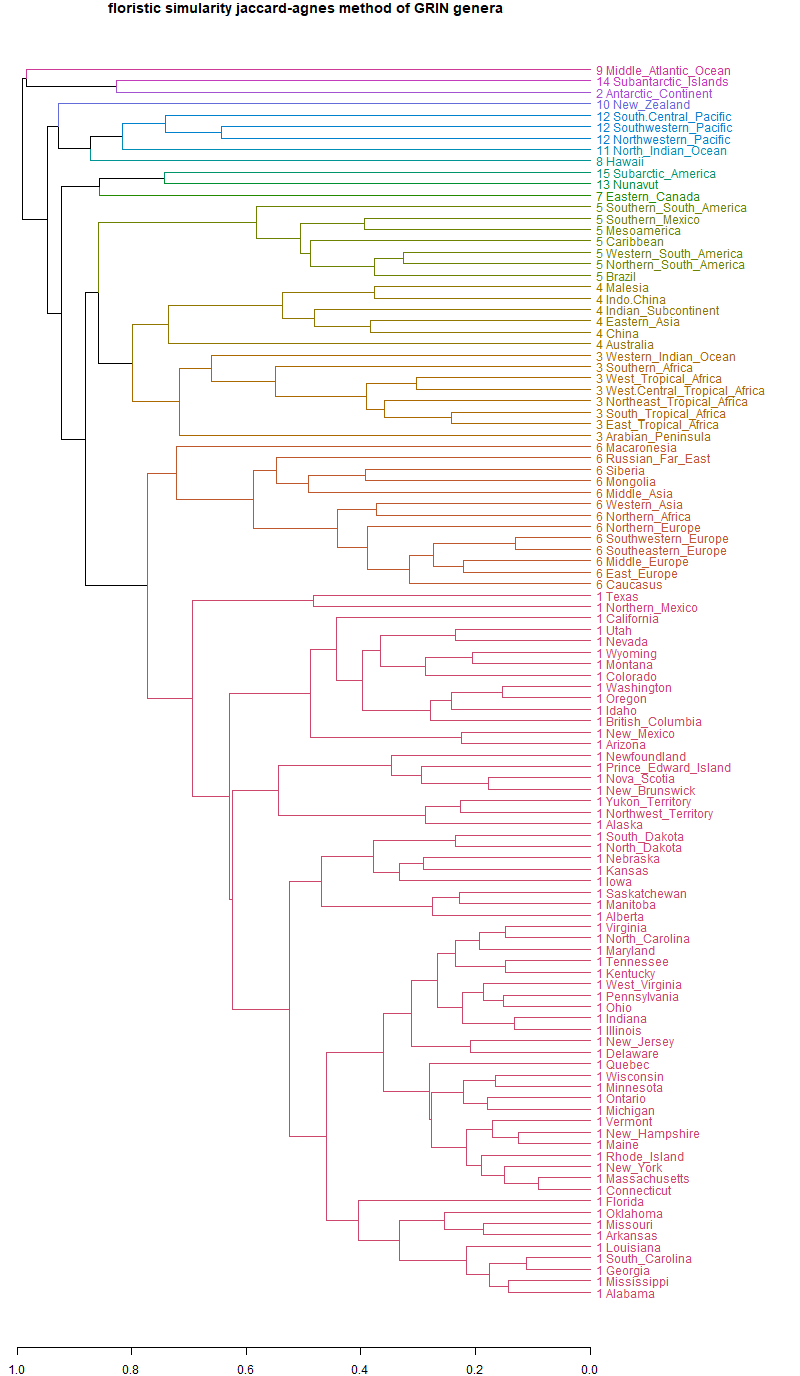 floristic simularity jaccard-agnes method of GRIN genera
9 Middle_Atlantic_Ocean
14 Subantarctic_Islands
2 Antarctic_Continent
10 New_Zealand
12 South.Central_Pacific
12 Southwestern_Pacific
12 Northwestern_Pacific
11 North_Indian_Ocean
8 Hawaii
15 Subarctic_America
13 Nunavut
7 Eastern_Canada
5 Southern_South_America
5 Southern_Mexico
5 Mesoamerica
5 Caribbean
5 Western_South_America
5 Northern_South_America
5 Brazil
4 Malesia
4 Indo.China
4 Indian_Subcontinent
4 Eastern_Asia
4 China
4 Australia
3 Western_Indian_Ocean
3 Southern_Africa
3 West_Tropical_Africa
3 West.Central_Tropical_Africa
3 Northeast_Tropical_Africa
3 South_Tropical_Africa
3 East_Tropical_Africa
3 Arabian_Peninsula
6 Macaronesia
6 Russian_Far_East
6 Siberia
6 Mongolia
6 Middle_Asia
6 Western_Asia
6 Northern_Africa
6 Northern_Europe
6 Southwestern_Europe
6 Southeastern_Europe
6 Middle_Europe
6 East_Europe
6 Caucasus
1 Texas
1 Northern_Mexico
1 California
1 Utah
1 Nevada
1 Wyoming
1 Montana
1 Colorado
1 Washington
1 Oregon
1 Idaho
1 British_Columbia
1 New_Mexico
1 Arizona
1 Newfoundland
1 Prince_Edward_Island
1 Nova_Scotia
1 New_Brunswick
1 Yukon_Territory
1 Northwest_Territory
1 Alaska
1 South_Dakota
1 North_Dakota
1 Nebraska
1 Kansas
1 Iowa
1 Saskatchewan
1 Manitoba
1 Alberta
1 Virginia
1 North_Carolina
1 Maryland
1 Tennessee
1 Kentucky
1 West_Virginia
1 Pennsylvania
1 Ohio
1 Indiana
1 Illinois
1 New_Jersey
1 Delaware
1 Quebec
1 Wisconsin
1 Minnesota
1 Ontario
1 Michigan
1 Vermont
1 New_Hampshire
1 Maine
1 Rhode_Island
1 New_York
1 Massachusetts
1 Connecticut
1 Florida
1 Oklahoma
1 Missouri
1 Arkansas
1 Louisiana
1 South_Carolina
1 Georgia
1 Mississippi
1 Alabama
1.0 0.8 0.6 0.4 0.2 0.0